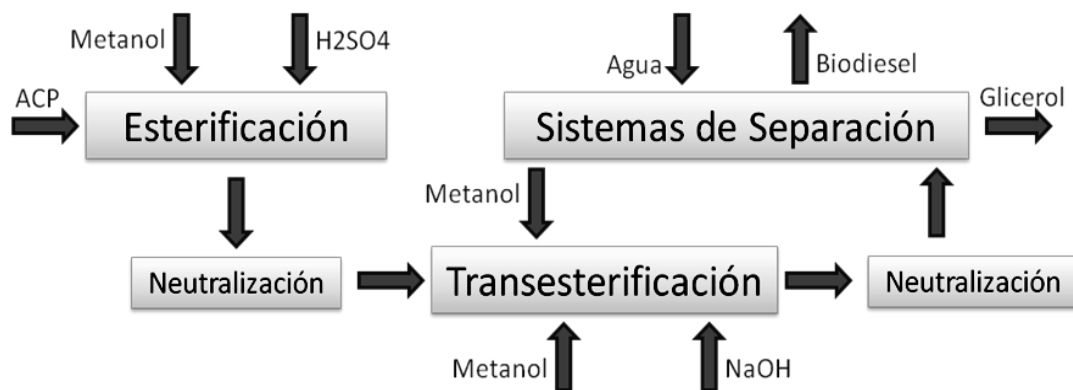 Metanol
H2SO4
ACP
Esterificación
Agua
Biodiesel
Glicerol
Sistemas de Separación
Metanol
Neutralización
Transesterificación
Neutralización
Metanol
NaOH